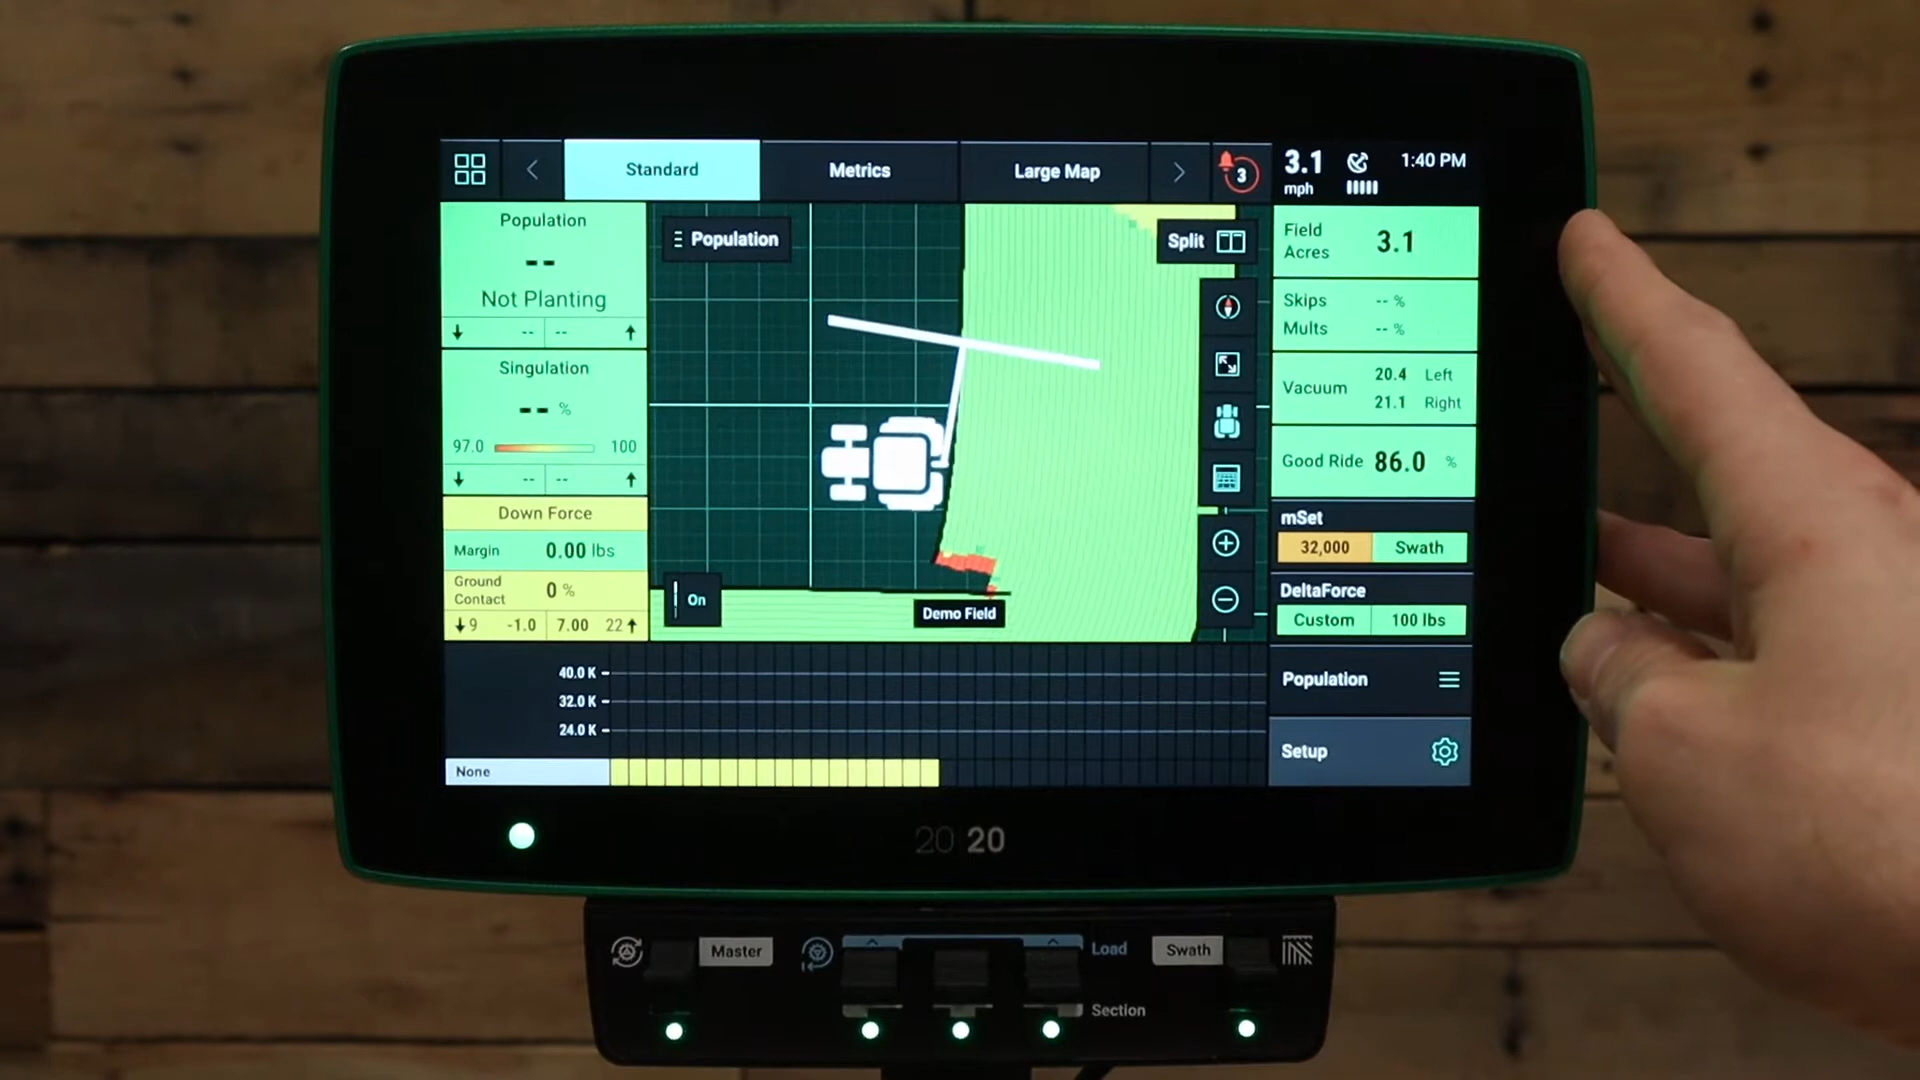 Standard
Metrics
Large Map
3
3.1
mph
1:40 PM
Population
--
Not Planting
-- --
Singulation
-- %
97.0 100
-- --
Down Force
Margin 0.00 lbs
Ground
Contact 0 %
9 -1.0 7.00 22
Population
Split
On
Demo Field
Field
Acres 3.1
Skips -- %
Mults -- %
Vacuum 20.4 Left
21.1 Right
Good Ride 86.0 %
mSet
32,000 Swath
DeltaForce
Custom 100 lbs
Population
Setup
40.0 K
32.0 K
24.0 K
None
20 20
Master
Load
Swath
Section